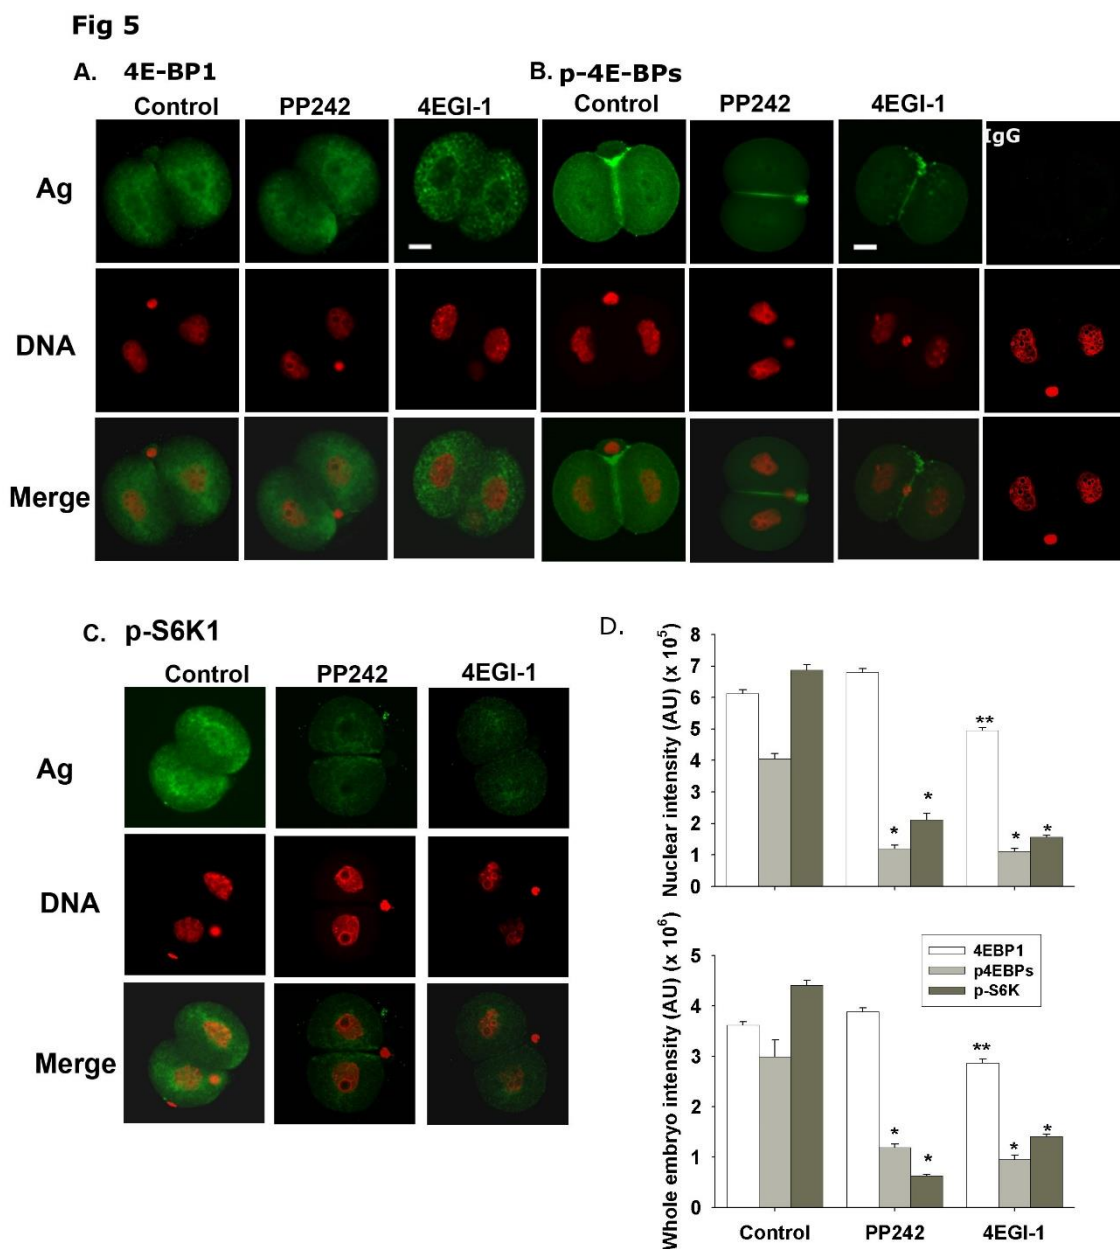 Fig 5
A. 4E-BP1
Control PP242 4EGI-1
Ag
DNA
Merge
B. p-4E-BPs
Control PP242 4EGI-1
IgG
C. p-S6K1
Control PP242 4EGI-1
Ag
DNA
Merge
D.
Nuclear intensity (AU) (x 10⁵)
8
7
6
5
4
3
2
1
0
* * ** * *
Whole embryo intensity (AU) (x 10⁶)
5
4
3
2
1
0
4EBP1
p4EBPs
p-S6K
* * ** * *
Control PP242 4EGI-1